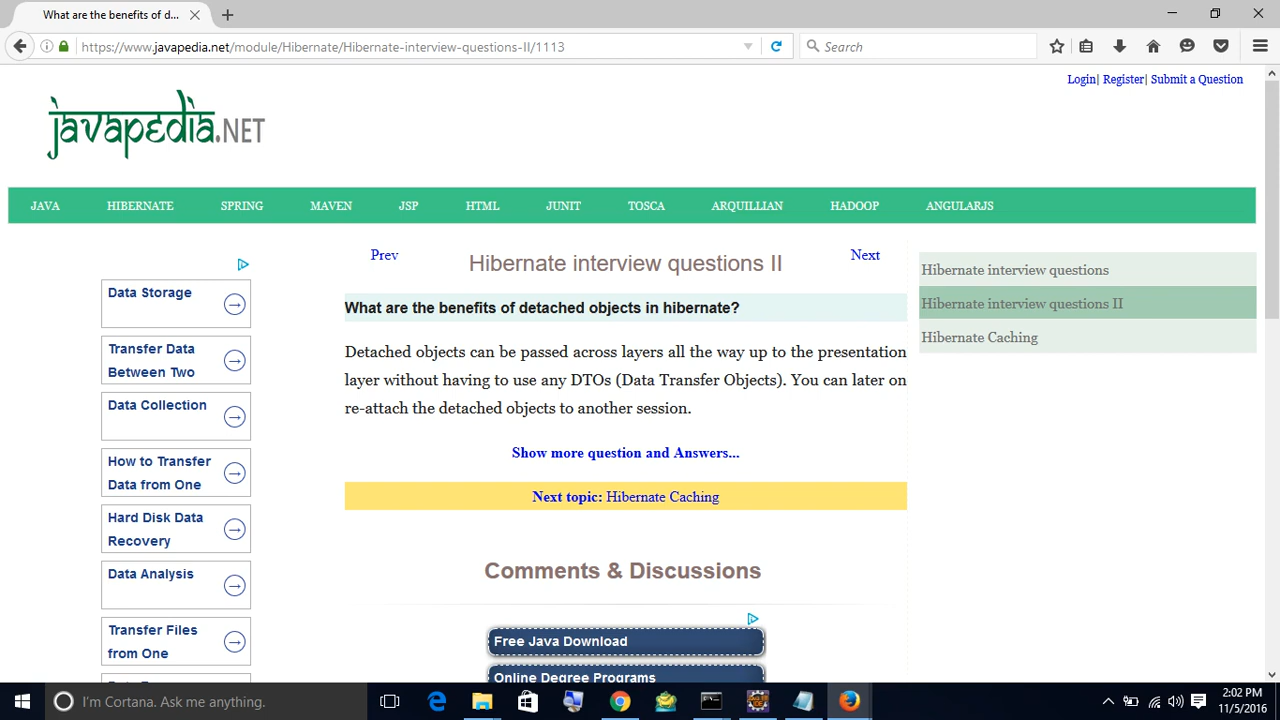 What are the benefits of d...
https://www.javapedia.net/module/Hibernate/Hibernate-interview-questions-II/1113
Search
Login| Register| Submit a Question
javapedia.NET
JAVA HIBERNATE SPRING MAVEN JSP HTML JUNIT TOSCA ARQUILLIAN HADOOP ANGULARJS
Data Storage
Transfer Data
Between Two
Data Collection
How to Transfer
Data from One
Hard Disk Data
Recovery
Data Analysis
Transfer Files
from One
Prev Hibernate interview questions II Next
What are the benefits of detached objects in hibernate?
Detached objects can be passed across layers all the way up to the presentation
layer without having to use any DTOs (Data Transfer Objects). You can later on
re-attach the detached objects to another session.
Show more question and Answers...
Next topic: Hibernate Caching
Comments & Discussions
Free Java Download
Online Degree Programs
Hibernate interview questions
Hibernate interview questions II
Hibernate Caching
I'm Cortana. Ask me anything.
2:02 PM
11/5/2016